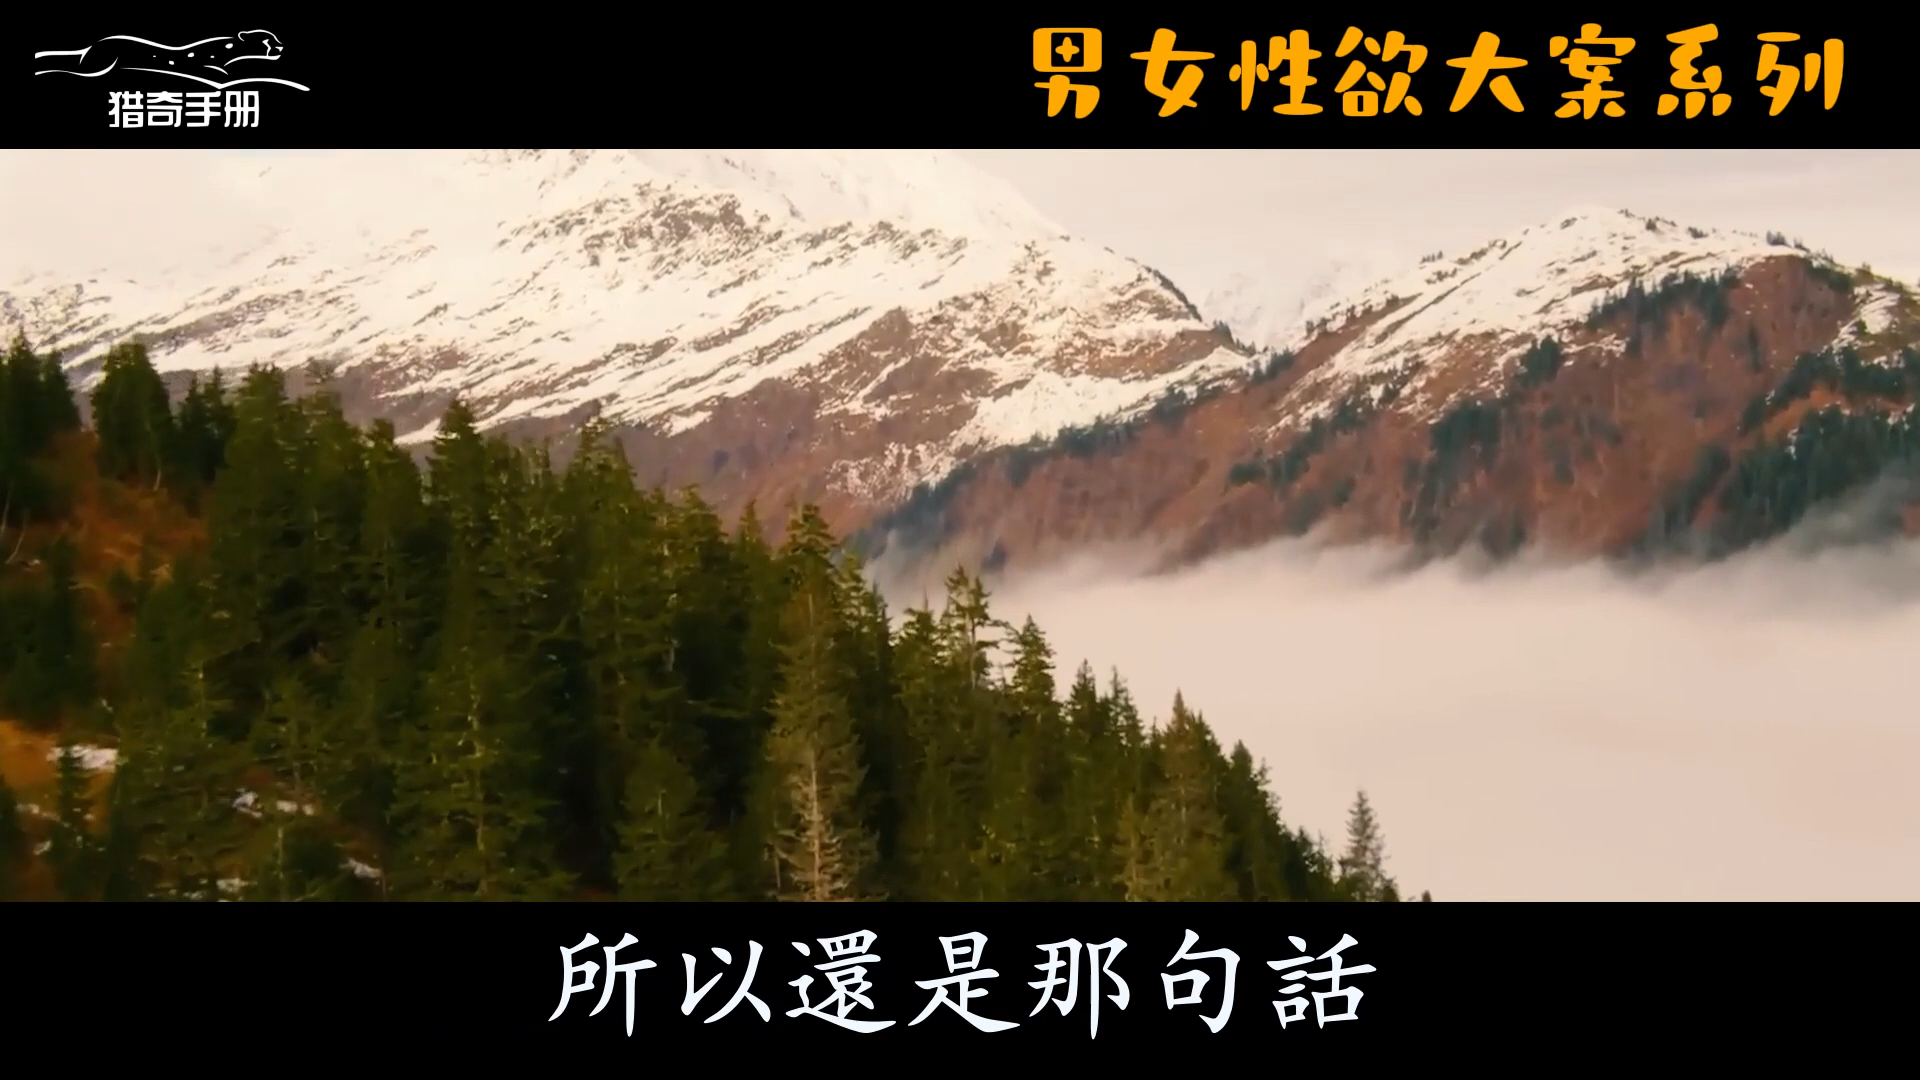 男女性欲大案系列
猎奇手册
所以還是那句話